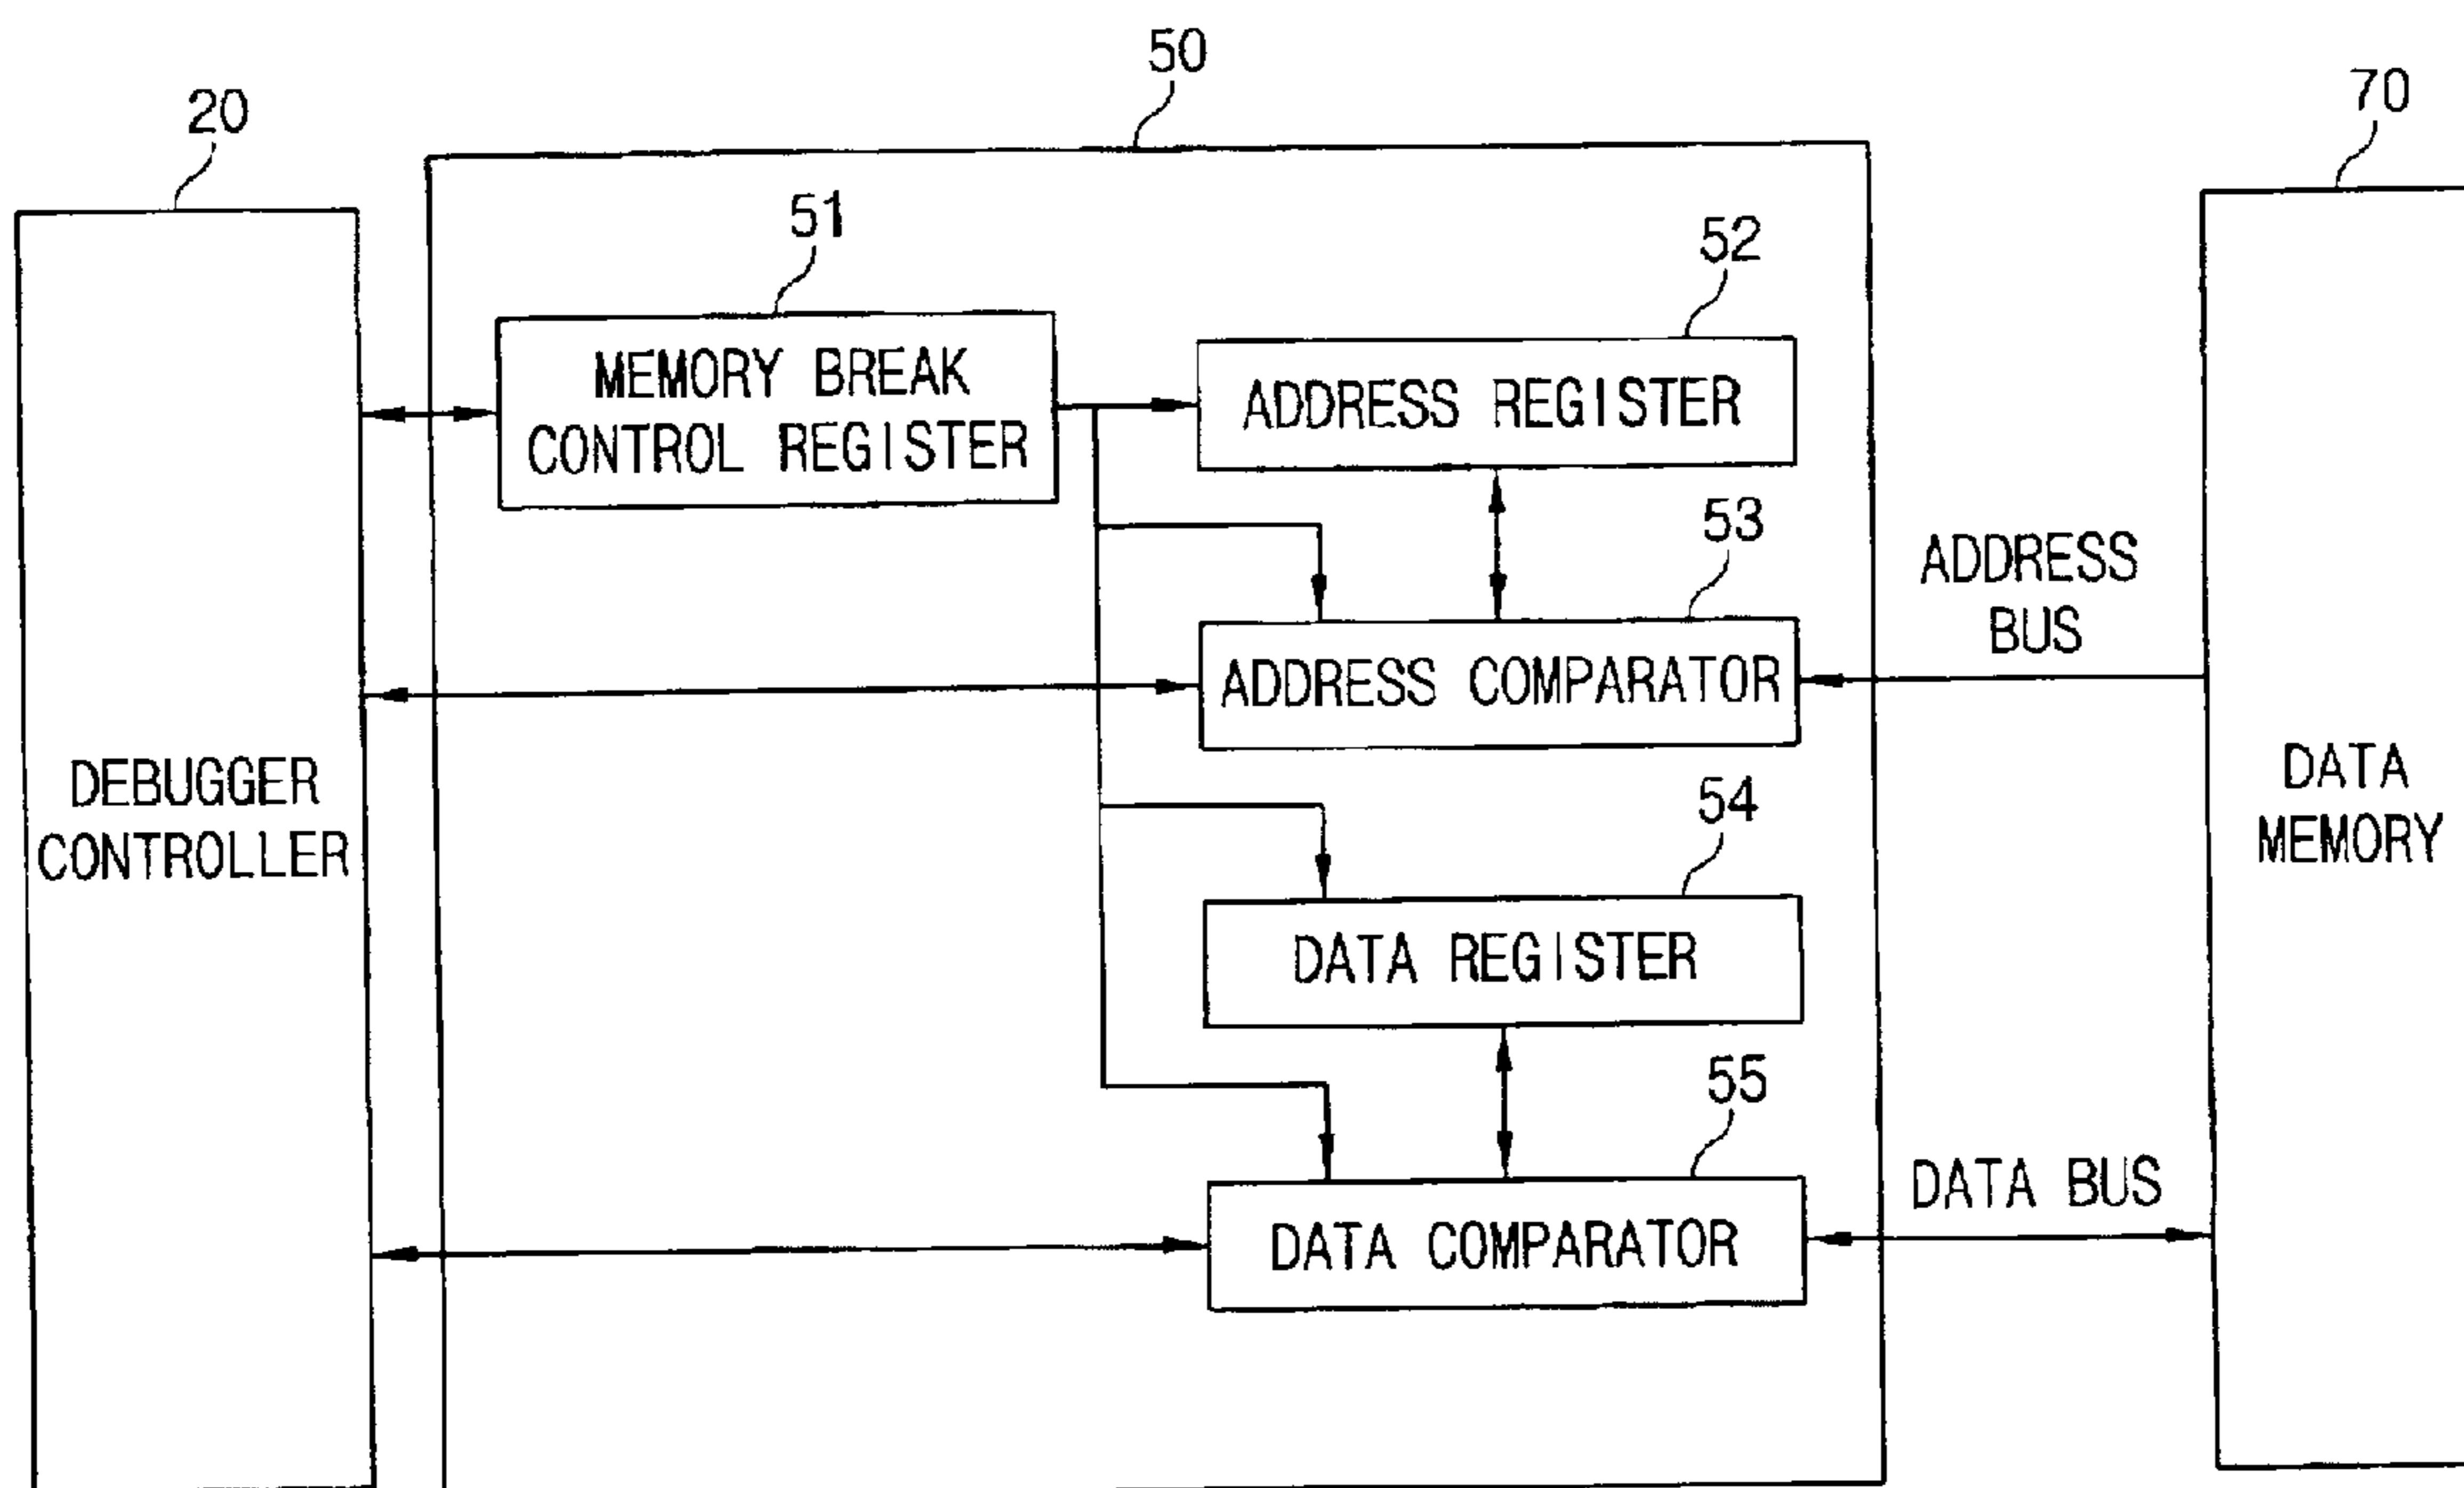 50
20
70
51
52
MEMORY BREAK
CONTROL REGISTER
ADDRESS REGISTER
53
ADDRESS
BUS
ADDRESS COMPARATOR
DEBUGGER
CONTROLLER
DATA
MEMORY
54
DATA REGISTER
55
DATA BUS
DATA COMPARATOR